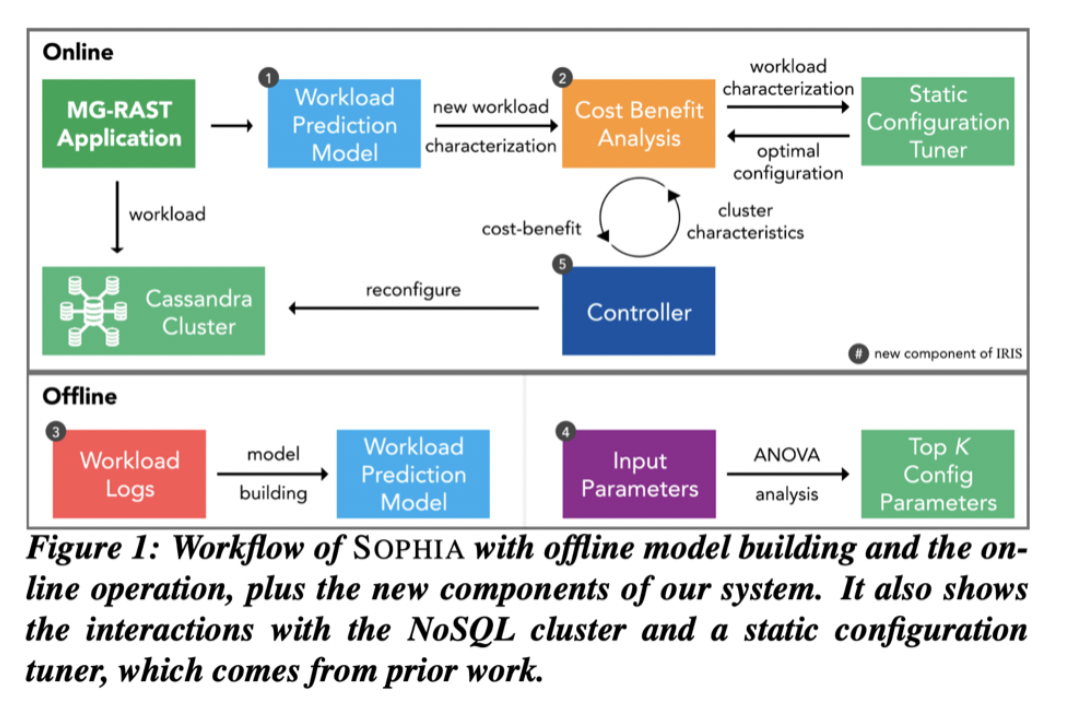 Online
MG-RAST
Application
1
Workload
Prediction
Model
new workload
characterization
2
Cost Benefit
Analysis
workload
characterization
optimal
configuration
Static
Configuration
Tuner
workload
cost-benefit
cluster
characteristics
Cassandra
Cluster
reconfigure
5
Controller
# new component of IRIS
Offline
3
Workload
Logs
model
building
Workload
Prediction
Model
4
Input
Parameters
ANOVA
analysis
Top K
Config
Parameters
Figure 1: Workflow of SOPHIA with offline model building and the on-
line operation, plus the new components of our system. It also shows
the interactions with the NoSQL cluster and a static configuration
tuner, which comes from prior work.